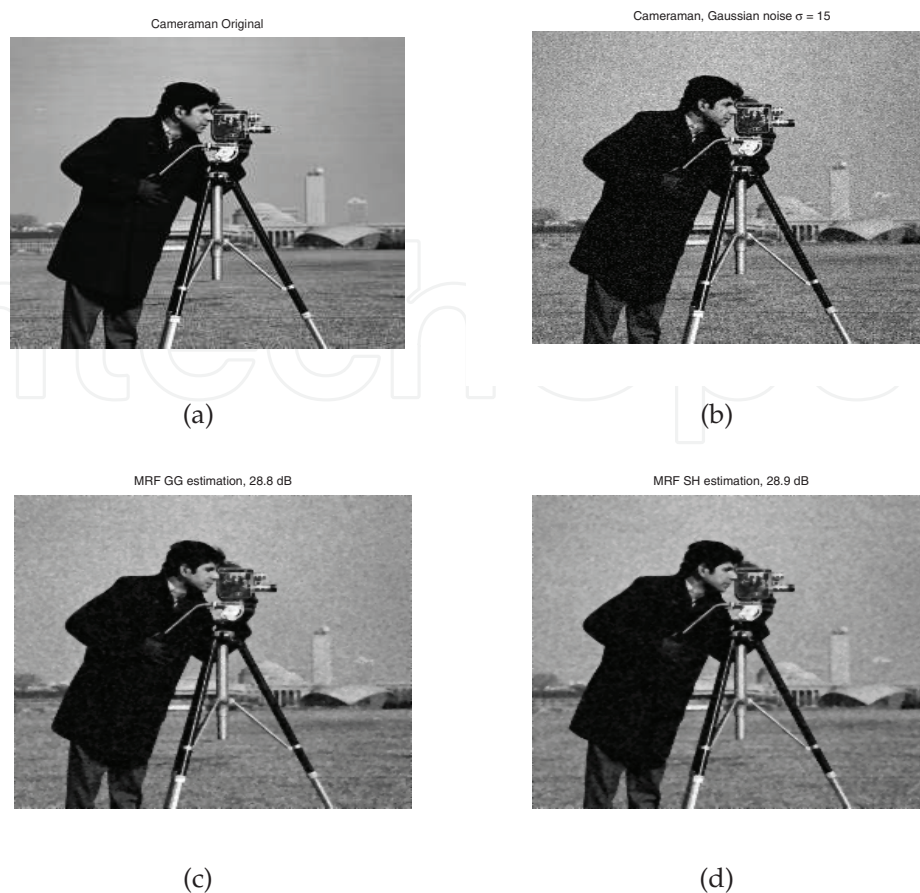 Cameraman Original
Cameraman, Gaussian noise σ = 15
(a)
(b)
MRF GG estimation, 28.8 dB
MRF SH estimation, 28.9 dB
(c)
(d)